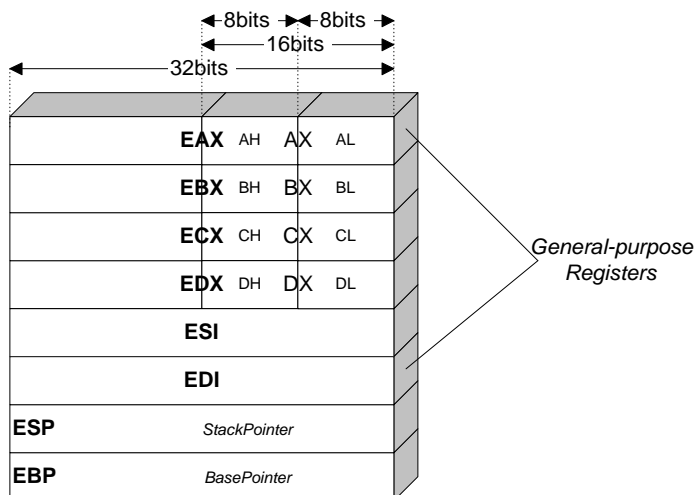 8bits 8bits
16bits
32bits
EAX AH AX AL
EBX BH BX BL
ECX CH CX CL
EDX DH DX DL
ESI
EDI
ESP StackPointer
EBP BasePointer
General-purpose
Registers